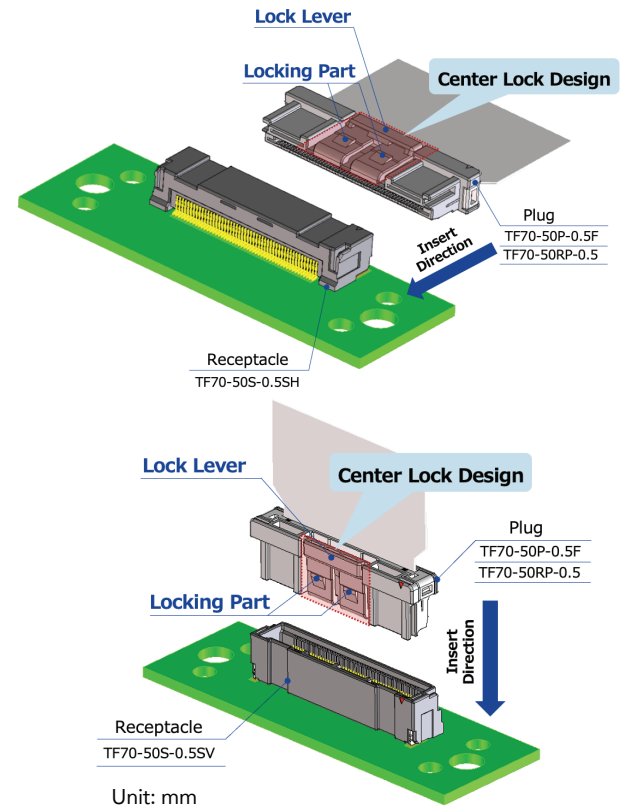 Lock Lever
Locking Part
Center Lock Design
Plug
TF70-50P-0.5F
TF70-50RP-0.5
Insert
Direction
Receptacle
TF70-50S-0.5SH
Lock Lever
Center Lock Design
Plug
TF70-50P-0.5F
TF70-50RP-0.5
Locking Part
Insert
Direction
Receptacle
TF70-50S-0.5SV
Unit: mm